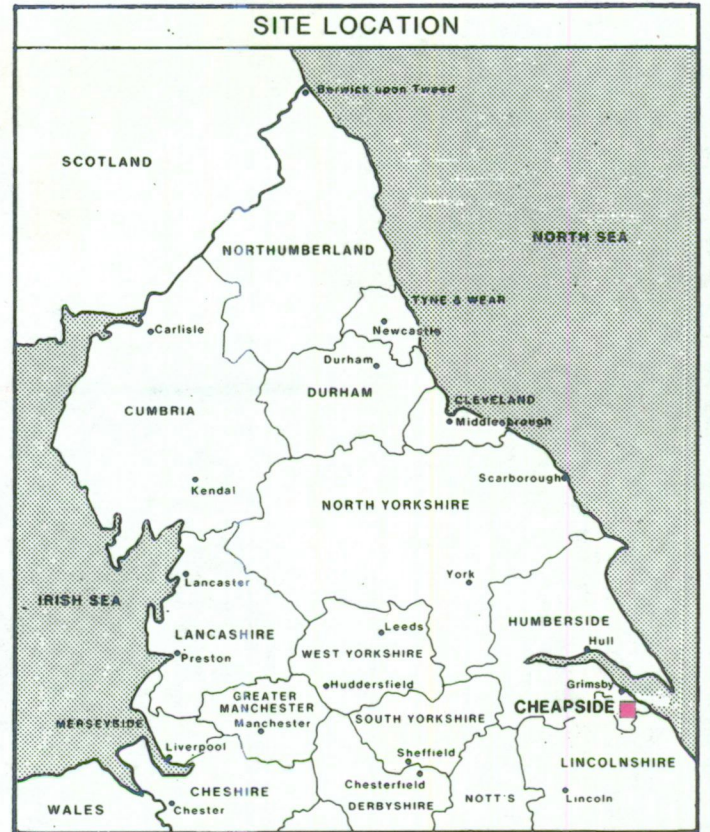 SITE LOCATION
Berwick upon Tweed
SCOTLAND
NORTH SEA
NORTHUMBERLAND
TYNE & WEAR
Carlisle
Newcastle
Durham
DURHAM
CLEVELAND
CUMBRIA
Middlesbrough
Scarborough
Kendal
NORTH YORKSHIRE
York
Lancaster
IRISH SEA
HUMBERSIDE
Leeds
LANCASHIRE
Hull
WEST YORKSHIRE
Preston
Huddersfield
Grimsby
GREATER
MANCHESTER
CHEAPSIDE
SOUTH YORKSHIRE
MERSEYSIDE
Manchester
Liverpool
Sheffield
LINCOLNSHIRE
Chesterfield
CHESHIRE
NOTT'S
Lincoln
DERBYSHIRE
WALES
Chester